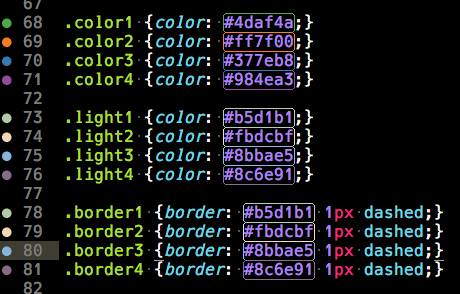 67
68 .color1 {color: #4daf4a;}
69 .color2 {color: #ff7f00;}
70 .color3 {color: #377eb8;}
71 .color4 {color: #984ea3;}
72
73 .light1 {color: #b5d1b1;}
74 .light2 {color: #fbdcbf;}
75 .light3 {color: #8bbae5;}
76 .light4 {color: #8c6e91;}
77
78 .border1 {border: #b5d1b1 1px dashed;}
79 .border2 {border: #fbdcbf 1px dashed;}
80 .border3 {border: #8bbae5 1px dashed;}
81 .border4 {border: #8c6e91 1px dashed;}
82